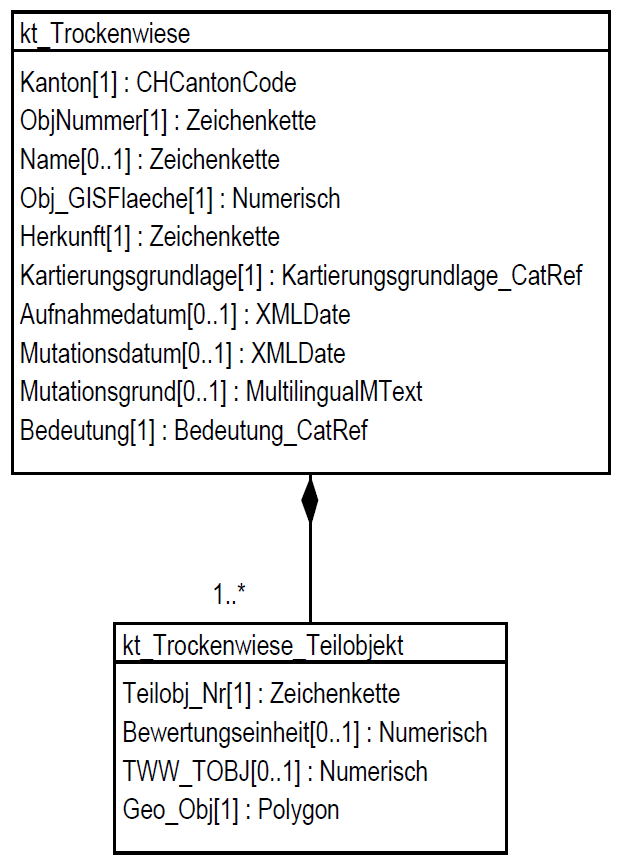 kt_Trockenwiese
Kanton[1] : CHCantonCode
ObjNummer[1] : Zeichenkette
Name[0..1] : Zeichenkette
Obj_GISFlaeche[1] : Numerisch
Herkunft[1] : Zeichenkette
Kartierungsgrundlage[1] : Kartierungsgrundlage_CatRef
Aufnahmedatum[0..1] : XMLDate
Mutationsdatum[0..1] : XMLDate
Mutationsgrund[0..1] : MultilingualMText
Bedeutung[1] : Bedeutung_CatRef
1..*
kt_Trockenwiese_Teilobjekt
Teilobj_Nr[1] : Zeichenkette
Bewertungseinheit[0..1] : Numerisch
TWW_TOBJ[0..1] : Numerisch
Geo_Obj[1] : Polygon